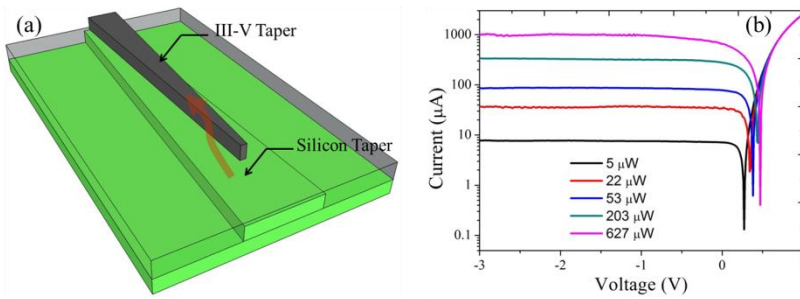 (a)
III-V Taper
Silicon Taper
(b)
1000
100
10
1
0.1
Current (μA)
5 μW
22 μW
53 μW
203 μW
627 μW
-3
-2
-1
0
Voltage (V)